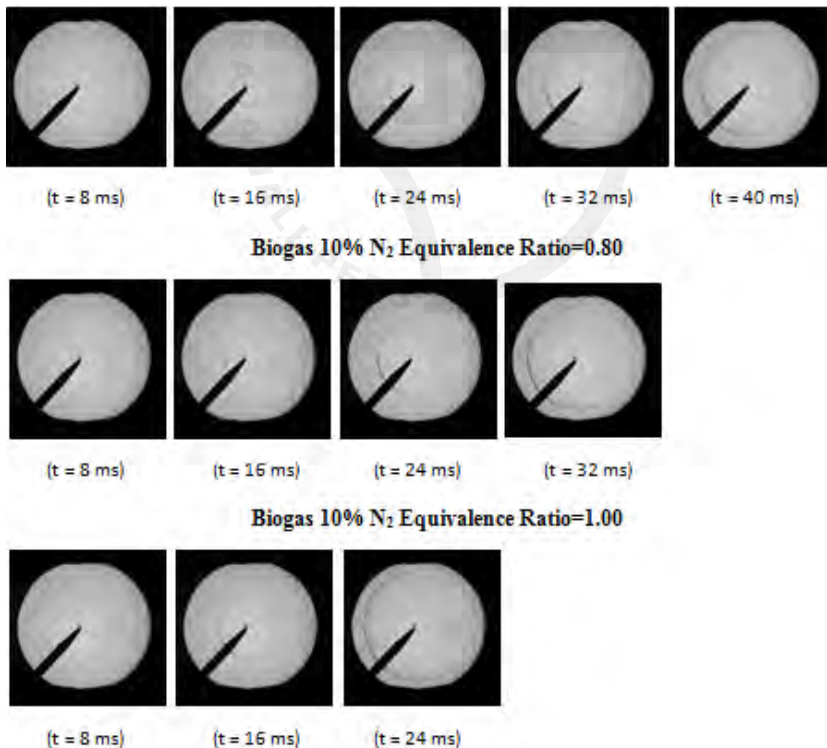 (t = 8 ms) (t = 16 ms) (t = 24 ms) (t = 32 ms) (t = 40 ms)
Biogas 10% N₂ Equivalence Ratio=0.80
(t = 8 ms) (t = 16 ms) (t = 24 ms) (t = 32 ms)
Biogas 10% N₂ Equivalence Ratio=1.00
(t = 8 ms) (t = 16 ms) (t = 24 ms)